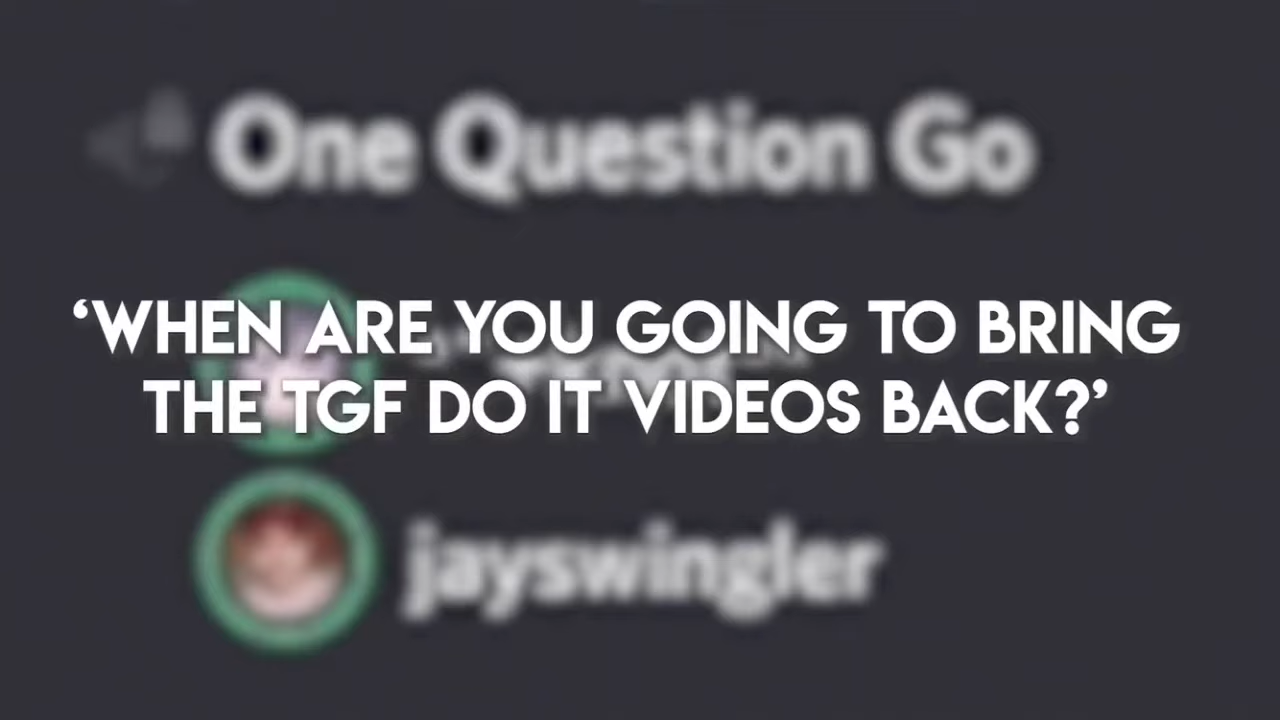 One Question Go
‘WHEN ARE YOU GOING TO BRING
THE TGF DO IT VIDEOS BACK?’
jayswingler